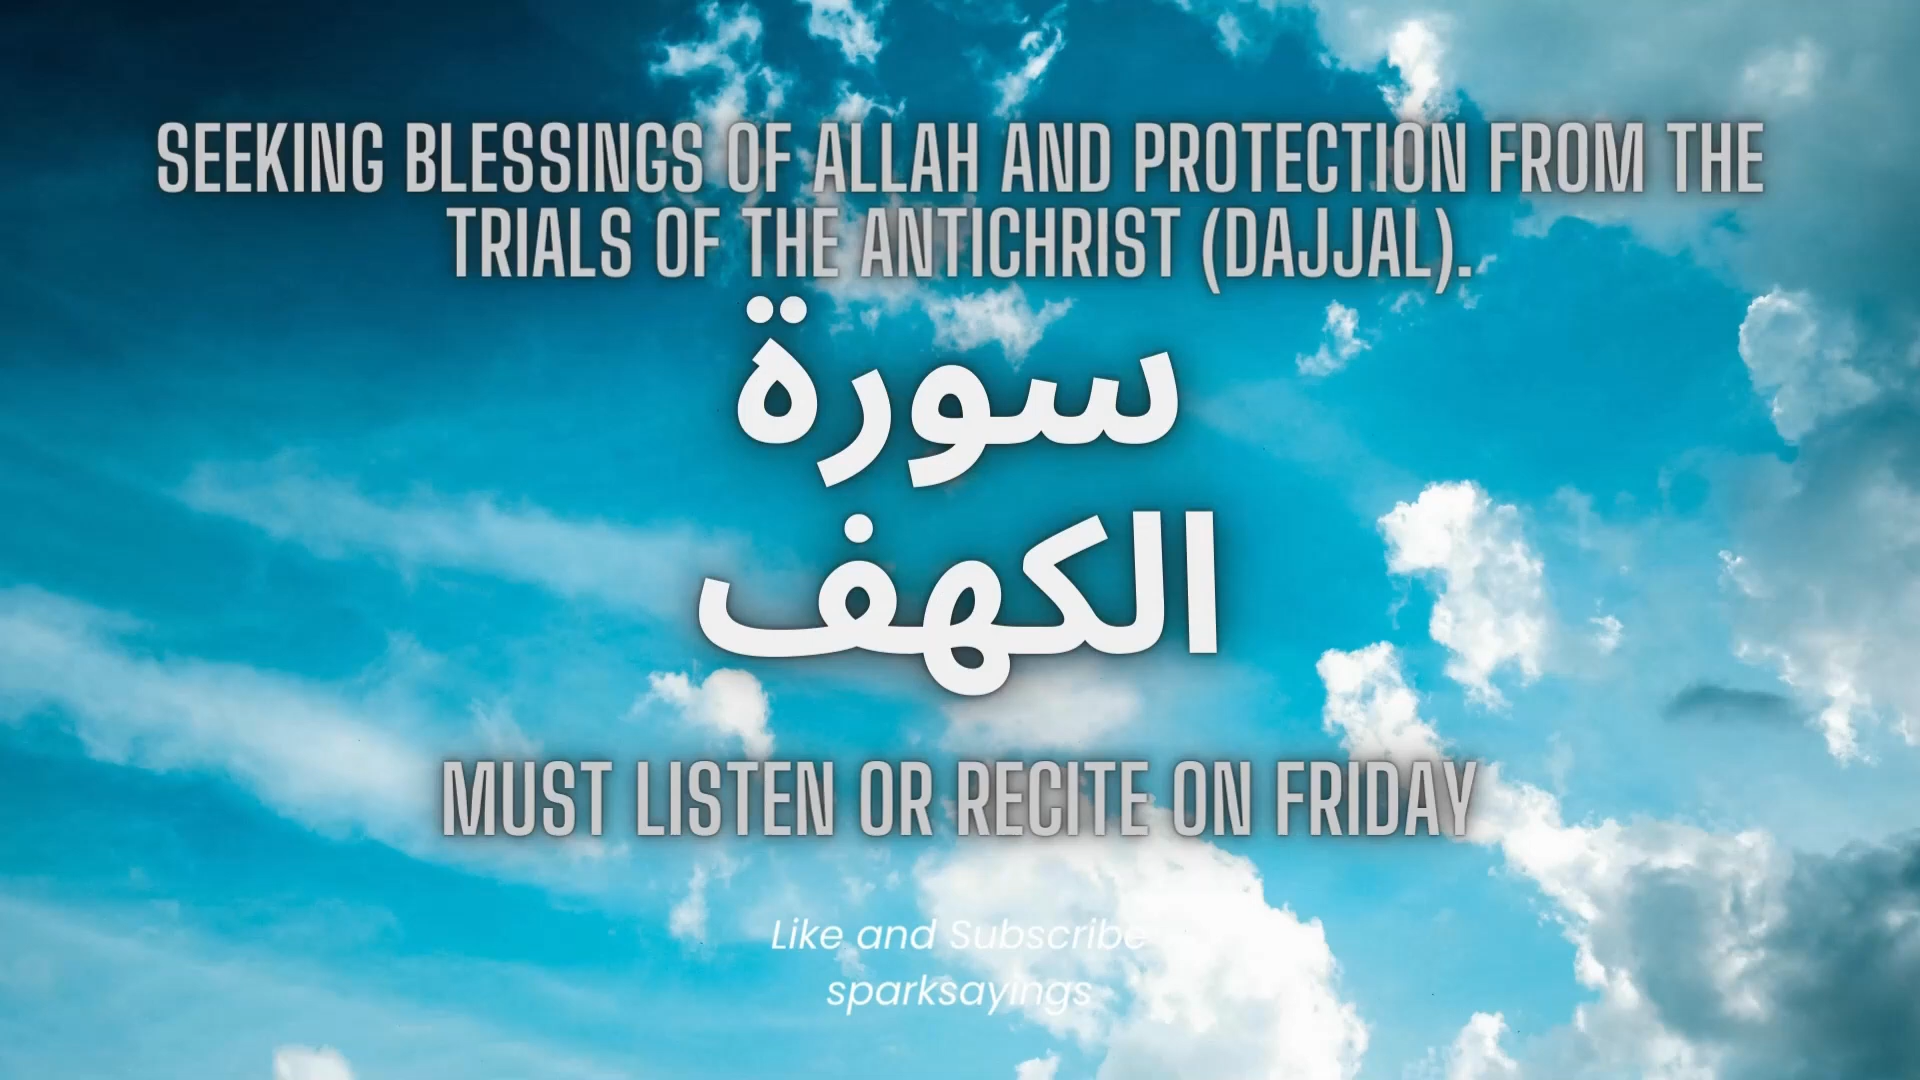 SEEKING BLESSINGS OF ALLAH AND PROTECTION FROM THE
TRIALS OF THE ANTICHRIST (DAJJAL).
سورة
الكهف
MUST LISTEN OR RECITE ON FRIDAY
Like and Subscribe
sparksayings